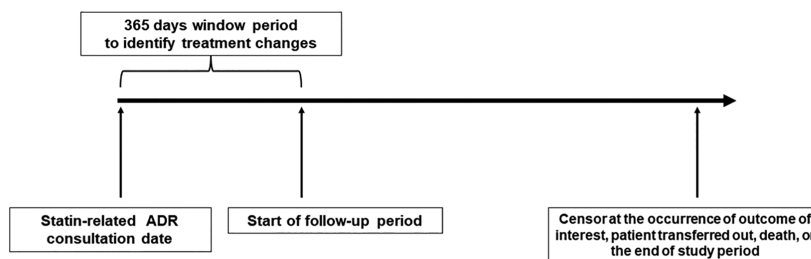 365 days window period
to identify treatment changes
Statin-related ADR
consultation date
Start of follow-up period
Censor at the occurrence of outcome of
interest, patient transferred out, death, or
the end of study period